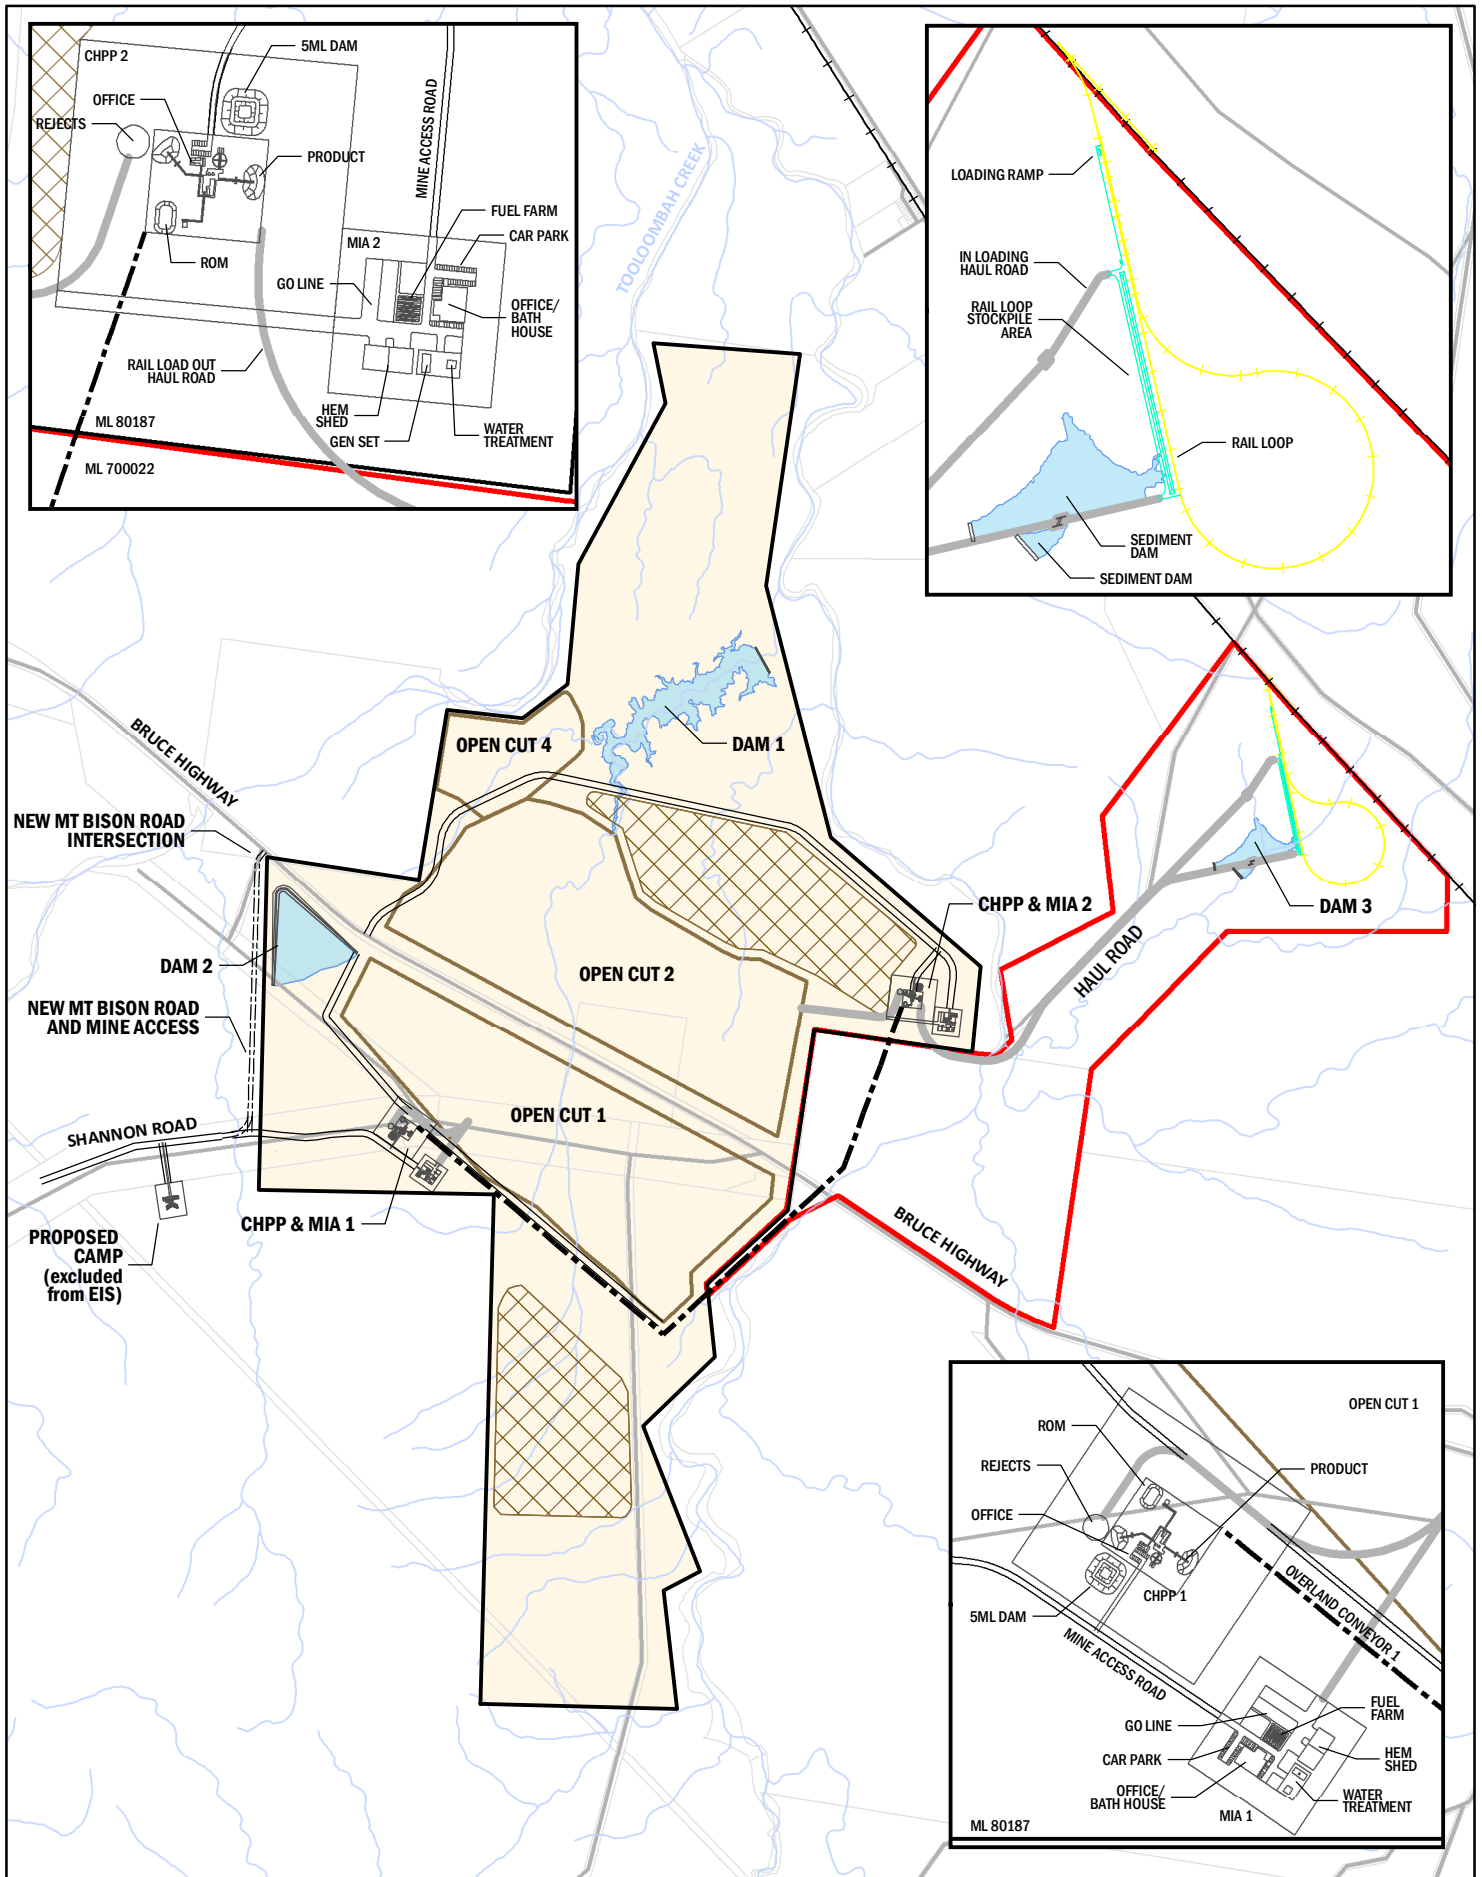 CHPP 2
5ML DAM
OFFICE
REJECTS
PRODUCT
MINE ACCESS ROAD
ROM
FUEL FARM
CAR PARK
MIA 2
GO LINE
OFFICE/
BATH
HOUSE
RAIL LOAD OUT
HAUL ROAD
HEM
SHED
GEN SET
WATER
TREATMENT
ML 80187
ML 700022
TOOLOOMBAH CREEK
LOADING RAMP
IN LOADING
HAUL ROAD
RAIL LOOP
STOCKPILE
AREA
RAIL LOOP
SEDIMENT
DAM
SEDIMENT DAM
BRUCE HIGHWAY
OPEN CUT 4
DAM 1
NEW MT BISON ROAD
INTERSECTION
CHPP & MIA 2
DAM 3
DAM 2
OPEN CUT 2
HAUL ROAD
NEW MT BISON ROAD
AND MINE ACCESS
OPEN CUT 1
SHANNON ROAD
CHPP & MIA 1
BRUCE HIGHWAY
PROPOSED
CAMP
(excluded
from EIS)
OPEN CUT 1
ROM
REJECTS
PRODUCT
OFFICE
CHPP 1
OVERLAND CONVEYOR 1
5ML DAM
MINE ACCESS ROAD
FUEL
FARM
GO LINE
CAR PARK
HEM
SHED
OFFICE/
BATH HOUSE
WATER
TREATMENT
MIA 1
ML 80187